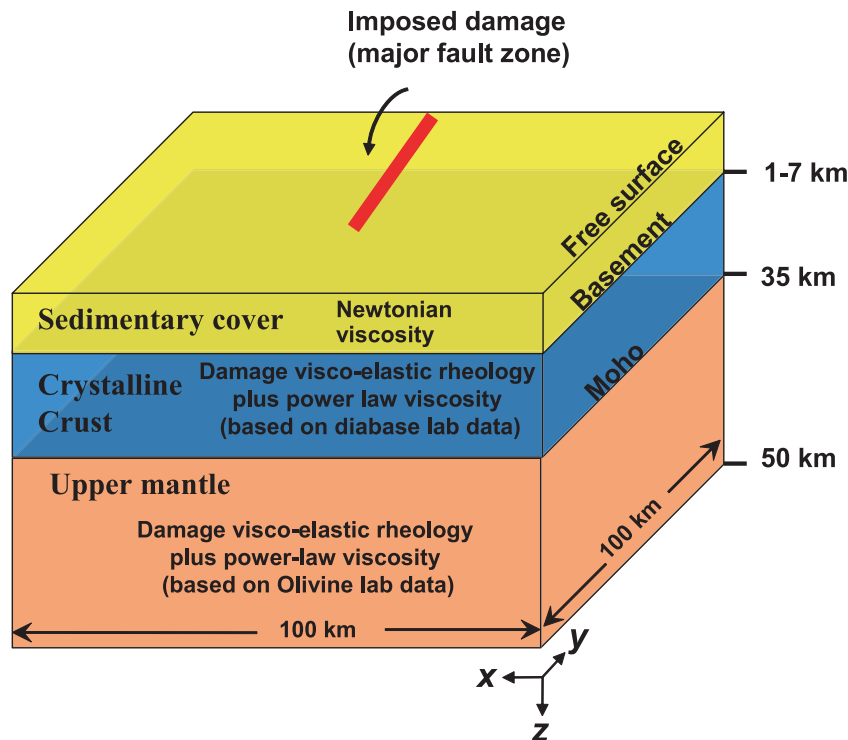 Imposed damage
(major fault zone)
1-7 km
Free surface
Basement
35 km
Sedimentary cover
Newtonian
viscosity
Moho
Crystalline
Crust
Damage visco-elastic rheology
plus power law viscosity
(based on diabase lab data)
50 km
Upper mantle
Damage visco-elastic rheology
plus power-law viscosity
(based on Olivine lab data)
100 km
100 km
y
x
z